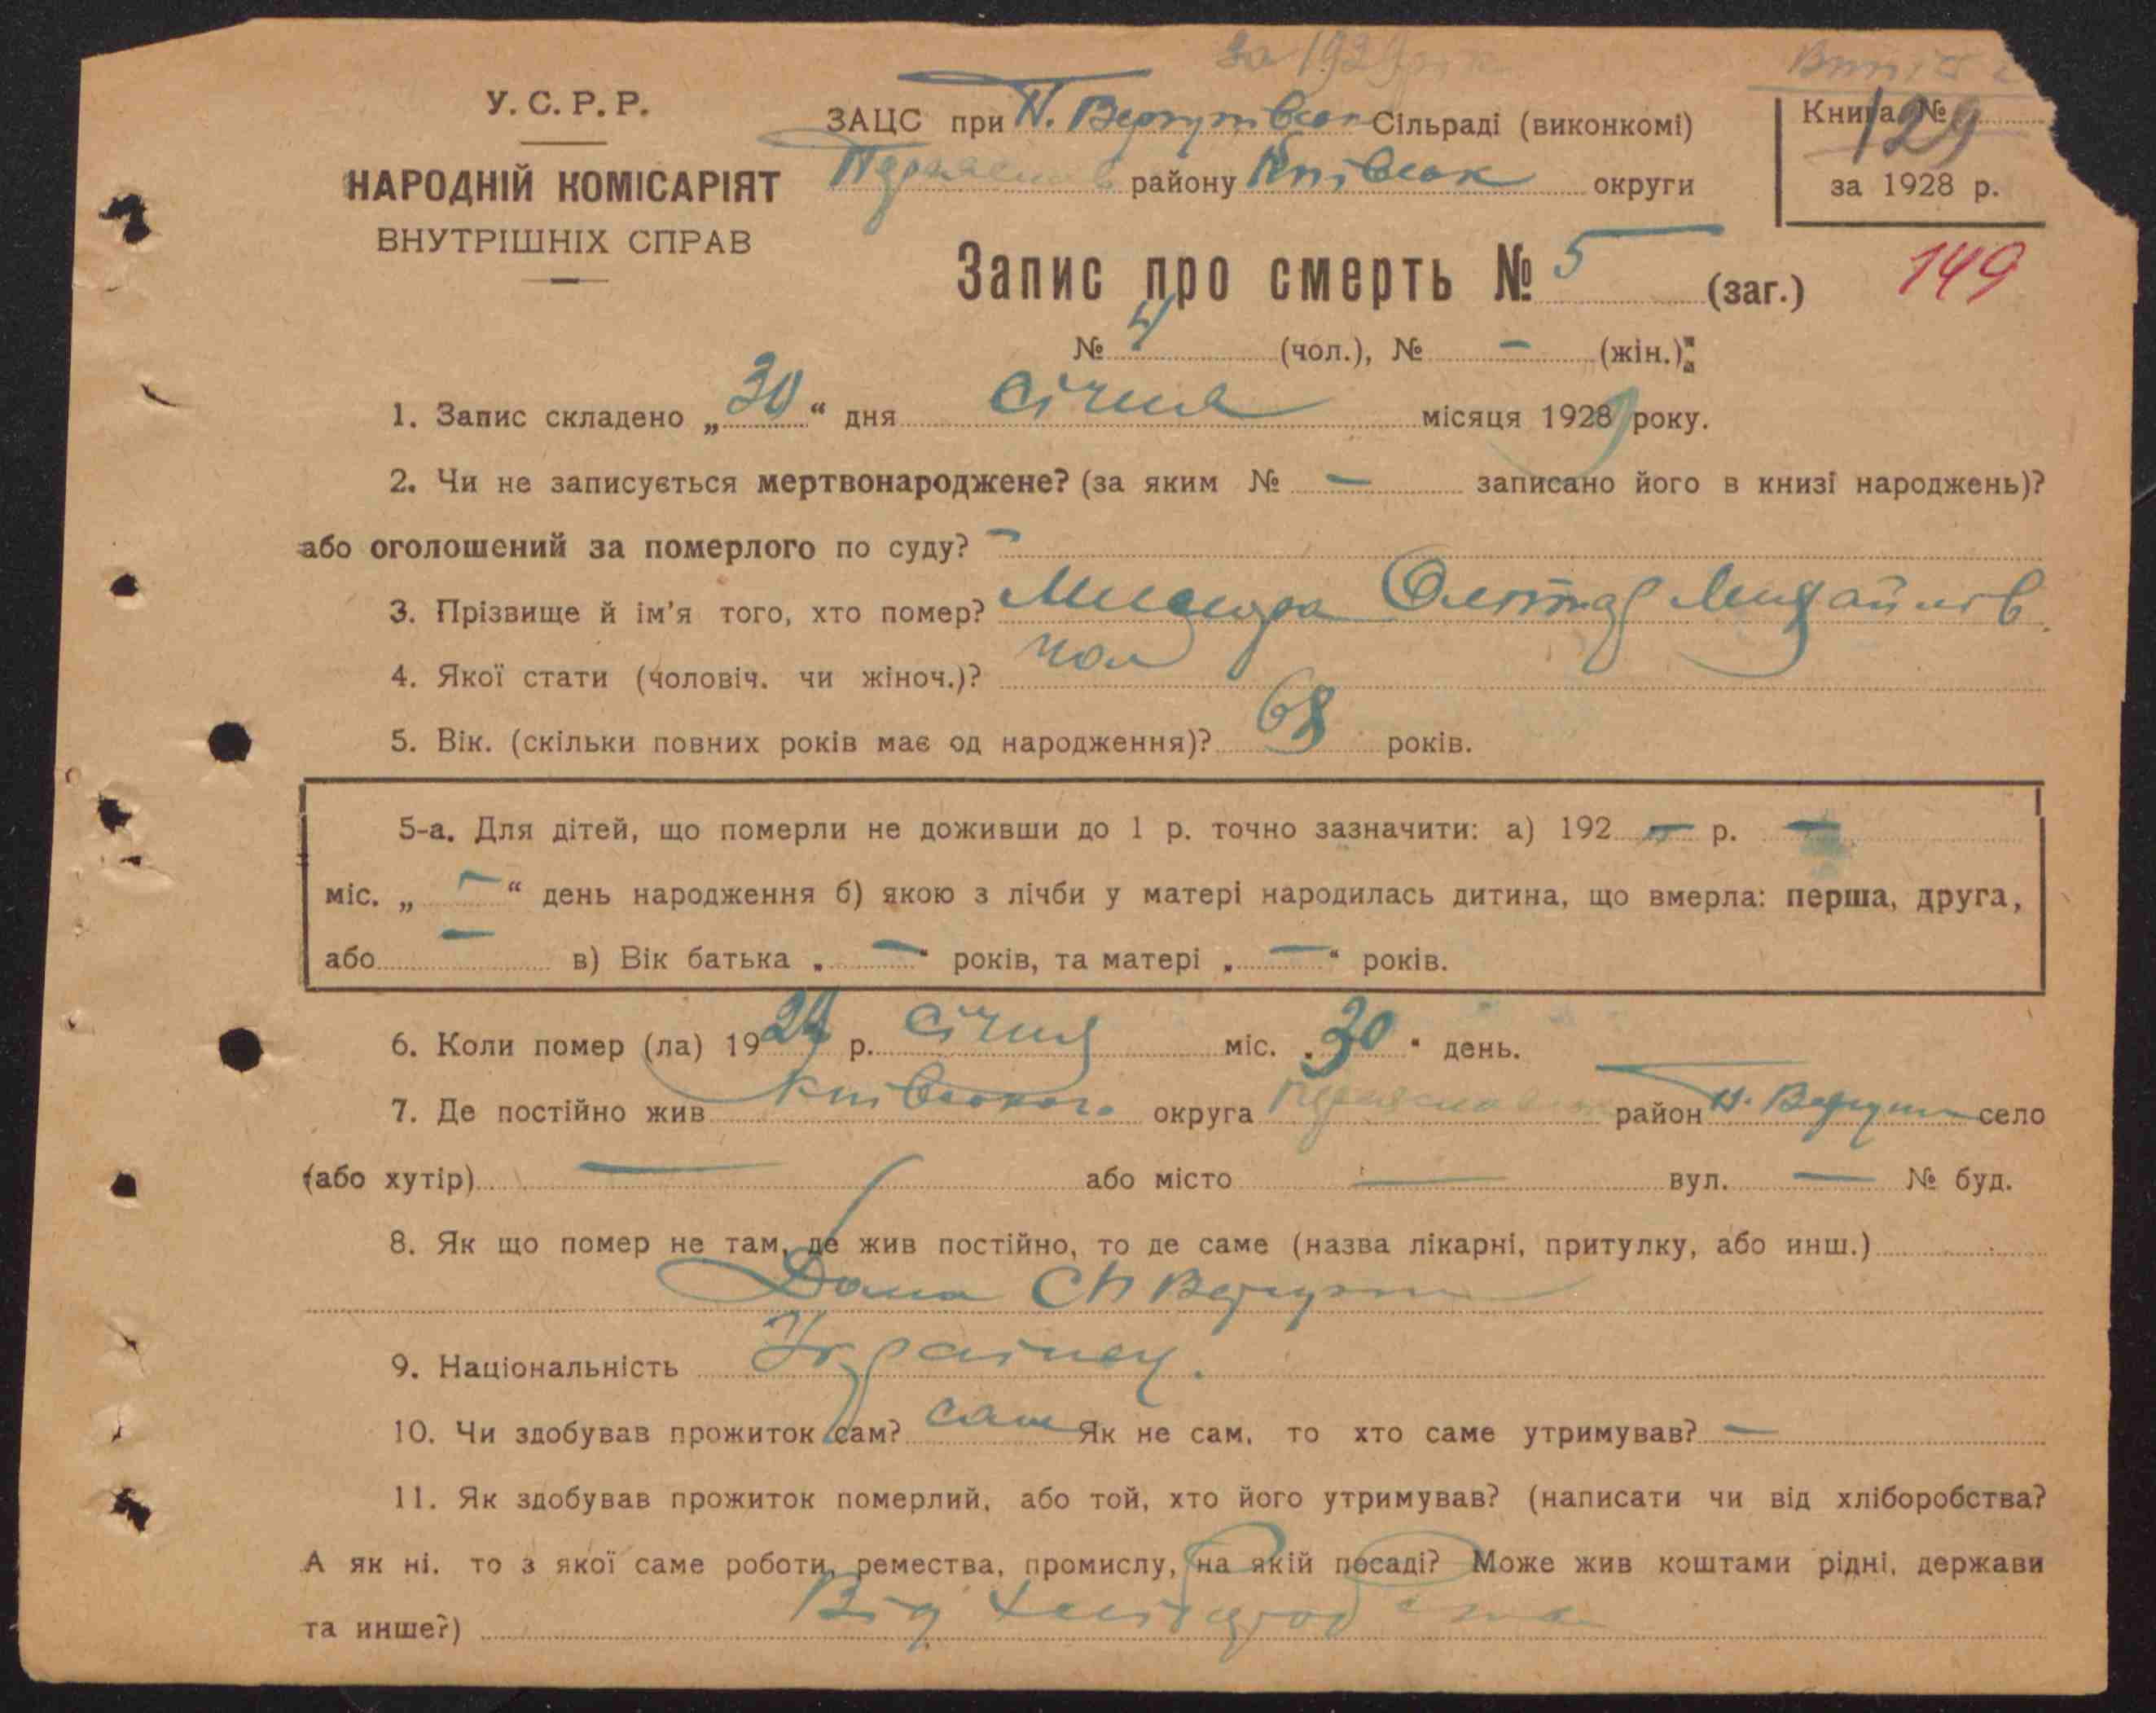 за 1929 рік
У. С. Р. Р.
НАРОДНІЙ КОМІСАРІЯТ
ВНУТРІШНІХ СПРАВ
ЗАЦС при Сільраді (виконкомі)
району Київськ округи
Книга №
129
за 1928 р.
149
Запис про смерть № 5 (заг.)
№ 4 (чол.), № — (жін.):
1. Запис складено „ 30 “ дня січня місяця 1929 року.
2. Чи не записується мертвонароджене? (за яким № — записано його в книзі народжень)?
або оголошений за померлого по суду? —
3. Прізвище й ім'я того, хто помер? Михайлов.
4. Якої стати (чоловіч. чи жіноч.)? чол
5. Вік. (скільки повних років має од народження)? 68 років.
5-а. Для дітей, що померли не доживши до 1 р. точно зазначити: а) 192 — р. —
міс. „ — “ день народження б) якою з лічби у матері народилась дитина, що вмерла: перша, друга,
або — в) Вік батька „ — “ років, та матері „ — “ років.
6. Коли помер (ла) 1929 р. січня міс. „ 30 “ день.
7. Де постійно жив Київського округа район село
(або хутір) — або місто — вул. — № буд.
8. Як що помер не там, де жив постійно, то де саме (назва лікарні, притулку, або инш.)
Дома
9. Національність Українец.
10. Чи здобував прожиток сам? сам Як не сам, то хто саме утримував? —
11. Як здобував прожиток померлий, або той, хто його утримував? (написати чи від хліборобства?
А як ні. то з якої саме роботи, ремества, промислу, на якій посаді? Може жив коштами рідні, держави
та инше?) Від хліборобства